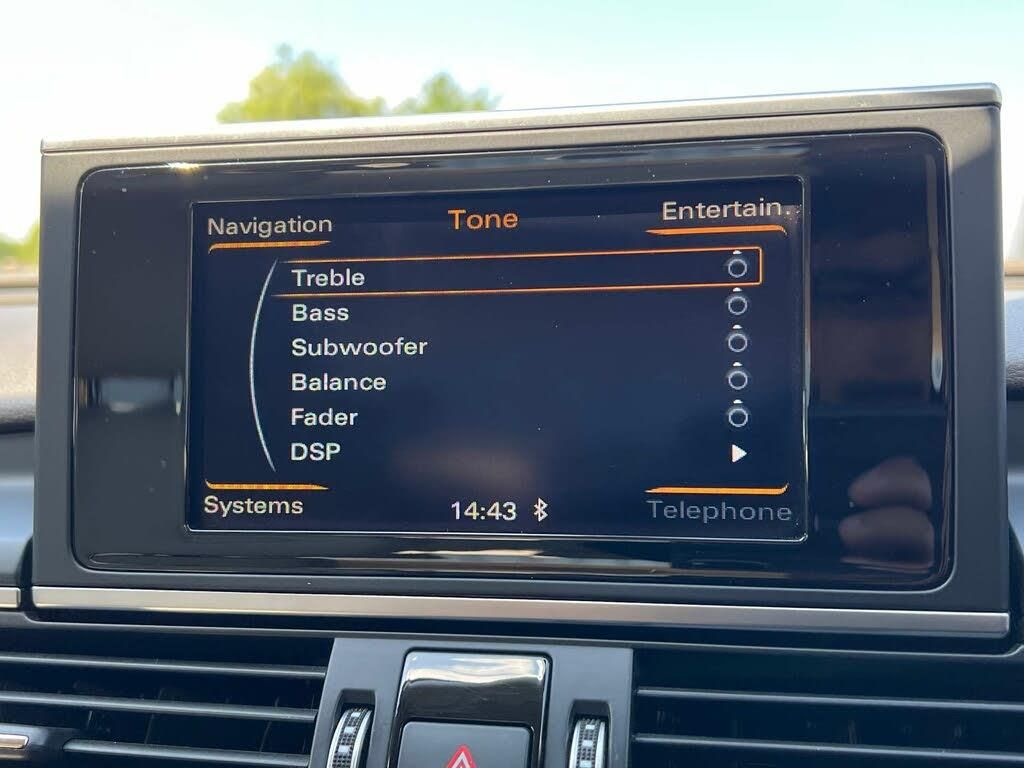 Navigation
Tone
Entertain.
Treble
Bass
Subwoofer
Balance
Fader
DSP
Systems
14:43
Telephone